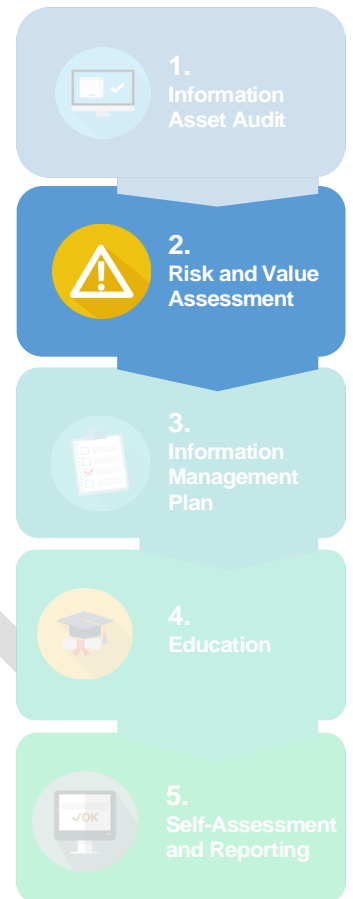 1.
Information
Asset Audit
2.
Risk and Value
Assessment
3.
Information
Management
Plan
4.
Education
5.
Self-Assessment
and Reporting
✓OK